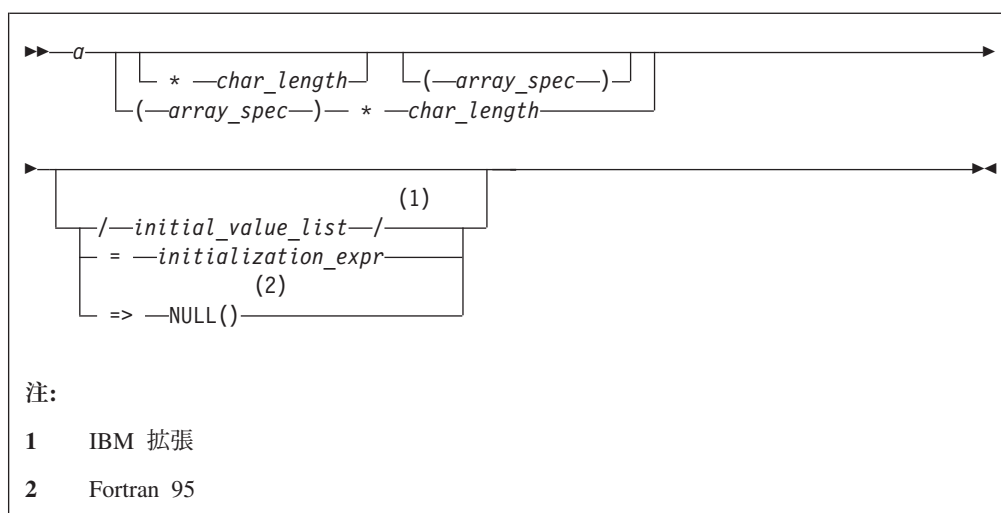 a
* char_length (array_spec)
(array_spec) * char_length
(1)
/initial_value_list/
= initialization_expr
(2)
=> NULL()
注:
1 IBM 拡張
2 Fortran 95